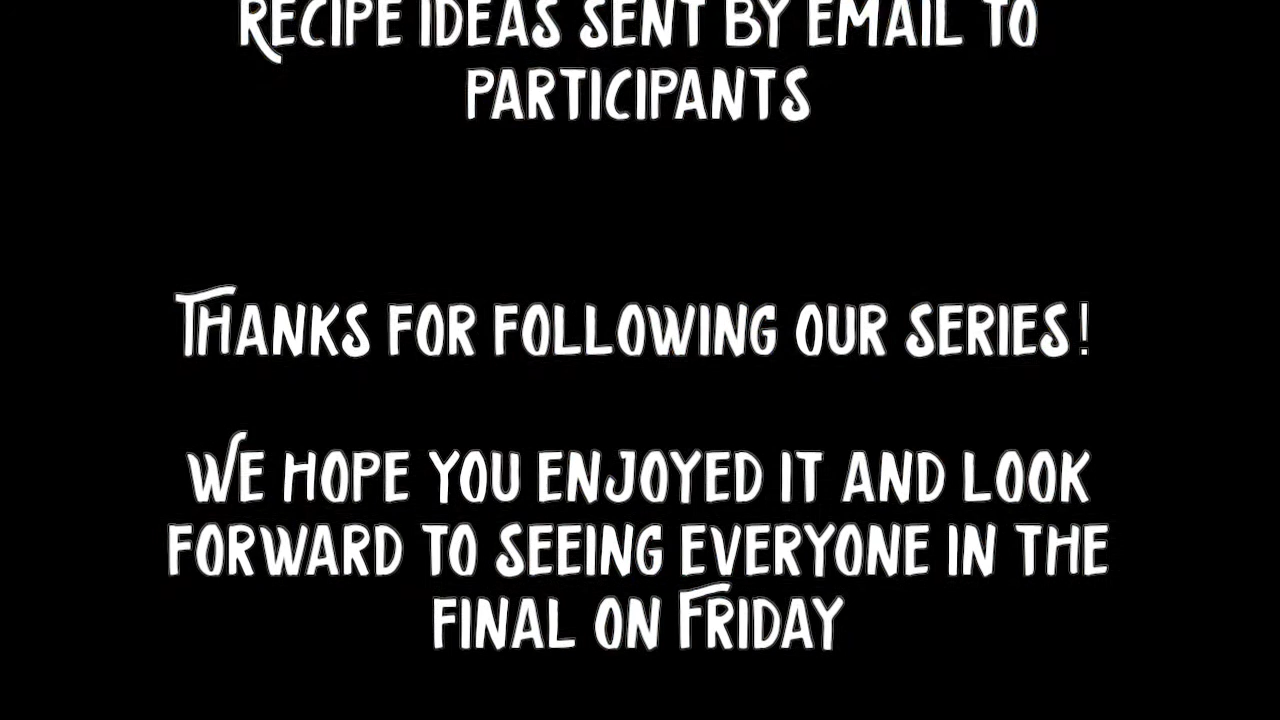 Recipe ideas sent by email to
participants
Thanks for following our series!
We hope you enjoyed it and look
forward to seeing everyone in the
final on Friday